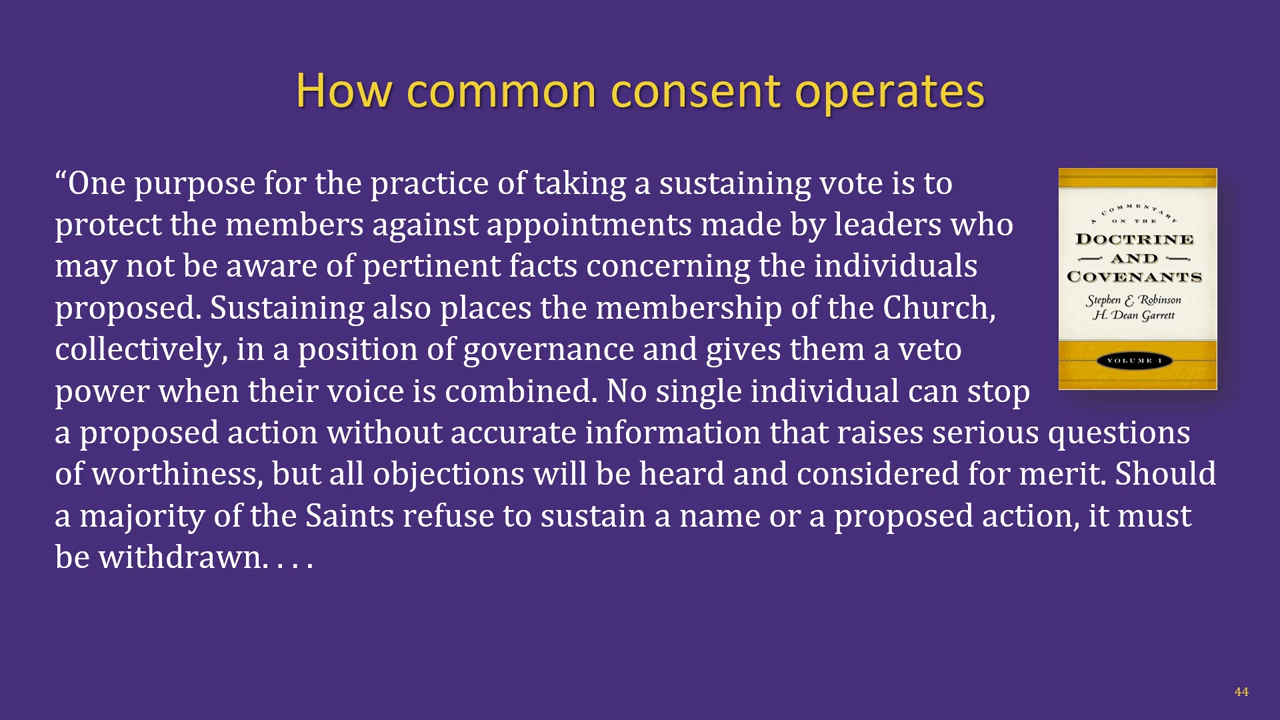 How common consent operates
“One purpose for the practice of taking a sustaining vote is to
protect the members against appointments made by leaders who
may not be aware of pertinent facts concerning the individuals
proposed. Sustaining also places the membership of the Church,
collectively, in a position of governance and gives them a veto
power when their voice is combined. No single individual can stop
a proposed action without accurate information that raises serious questions
of worthiness, but all objections will be heard and considered for merit. Should
a majority of the Saints refuse to sustain a name or a proposed action, it must
be withdrawn. . . .
A COMMENTARY
ON THE
DOCTRINE
AND
COVENANTS
Stephen E Robinson
H. Dean Garrett
VOLUME 1
44